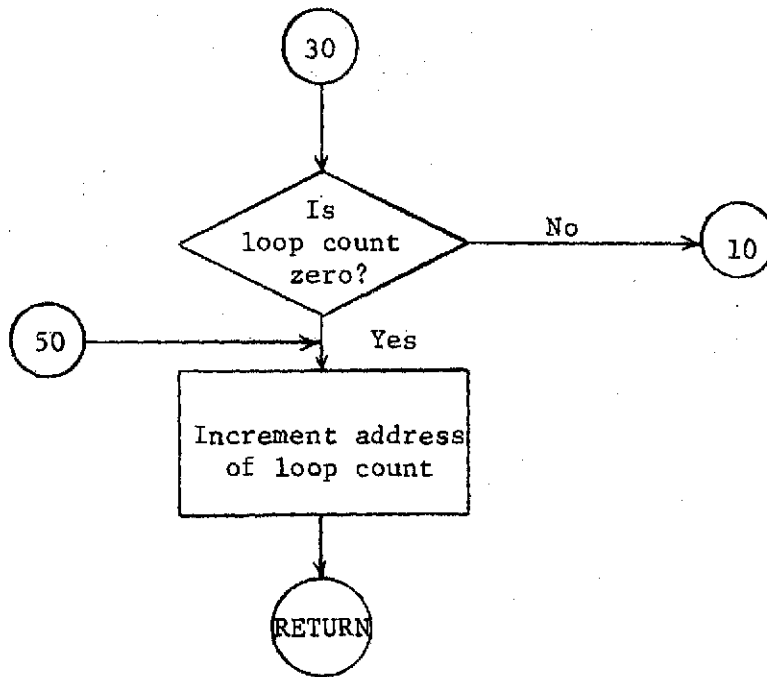 30
Is
loop count
zero?
No
10
50
Yes
Increment address
of loop count
RETURN